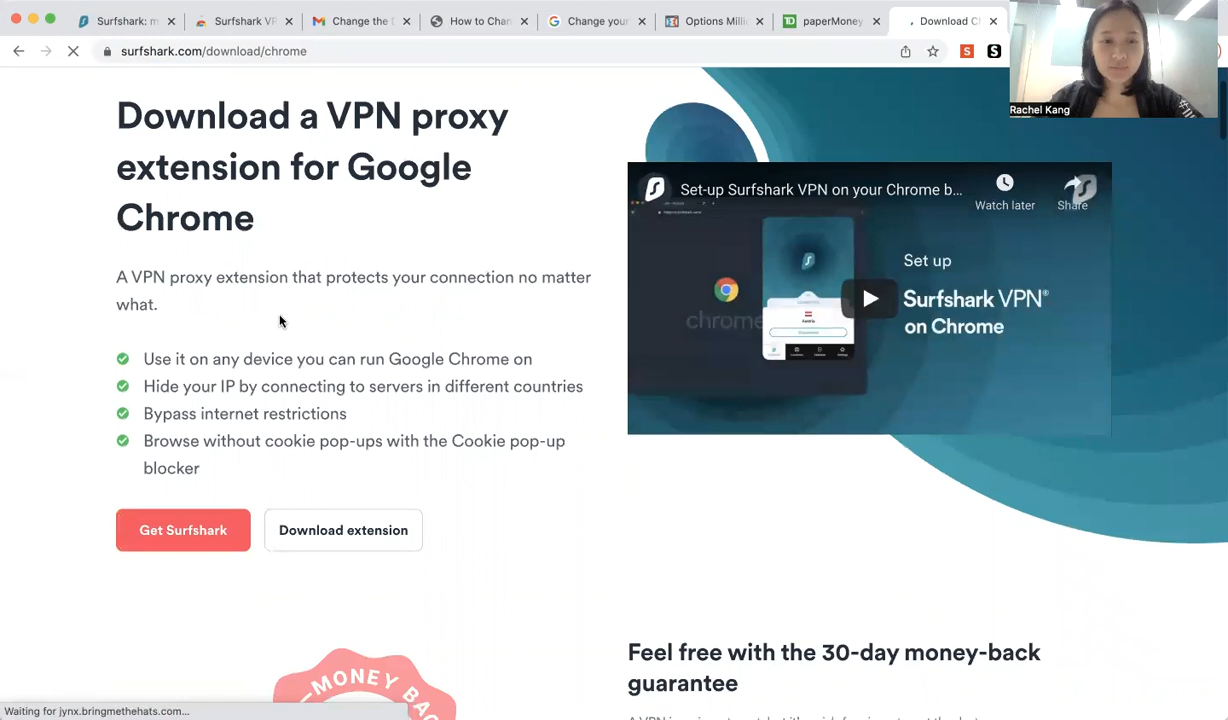 Surfshark: m
Surfshark VP
Change the D
How to Chan
Change your
Options Milli
paperMoney
Download C
surfshark.com/download/chrome
Rachel Kang
Download a VPN proxy
extension for Google
Chrome
A VPN proxy extension that protects your connection no matter
what.
Use it on any device you can run Google Chrome on
Hide your IP by connecting to servers in different countries
Bypass internet restrictions
Browse without cookie pop-ups with the Cookie pop-up
blocker
Get Surfshark
Download extension
Set-up Surfshark VPN on your Chrome b...
Watch later
Share
chrome
Set up
Surfshark VPN®
on Chrome
-MONEY BAC
Feel free with the 30-day money-back
guarantee
Waiting for jynx.bringmethehats.com...